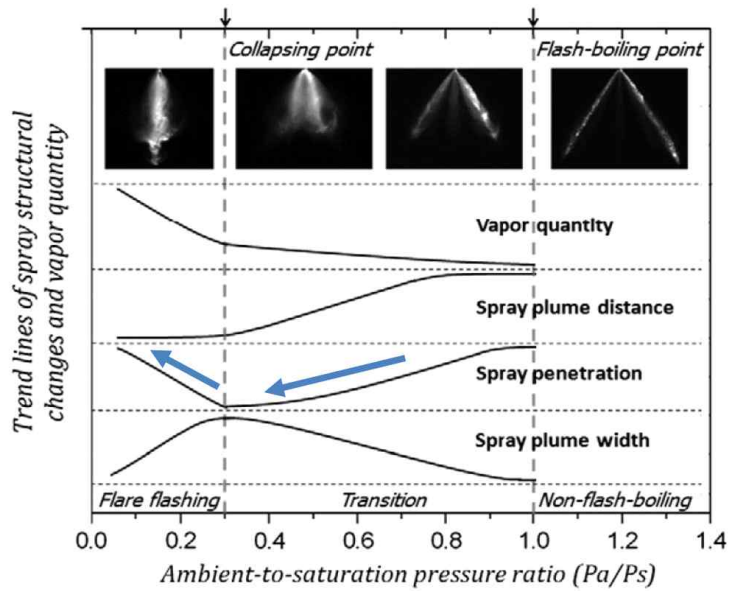 Collapsing point
Flash-boiling point
Trend lines of spray structural
changes and vapor quantity
Vapor quantity
Spray plume distance
Spray penetration
Spray plume width
Flare flashing
Transition
Non-flash-boiling
0.0 0.2 0.4 0.6 0.8 1.0 1.2 1.4
Ambient-to-saturation pressure ratio (Pa/Ps)